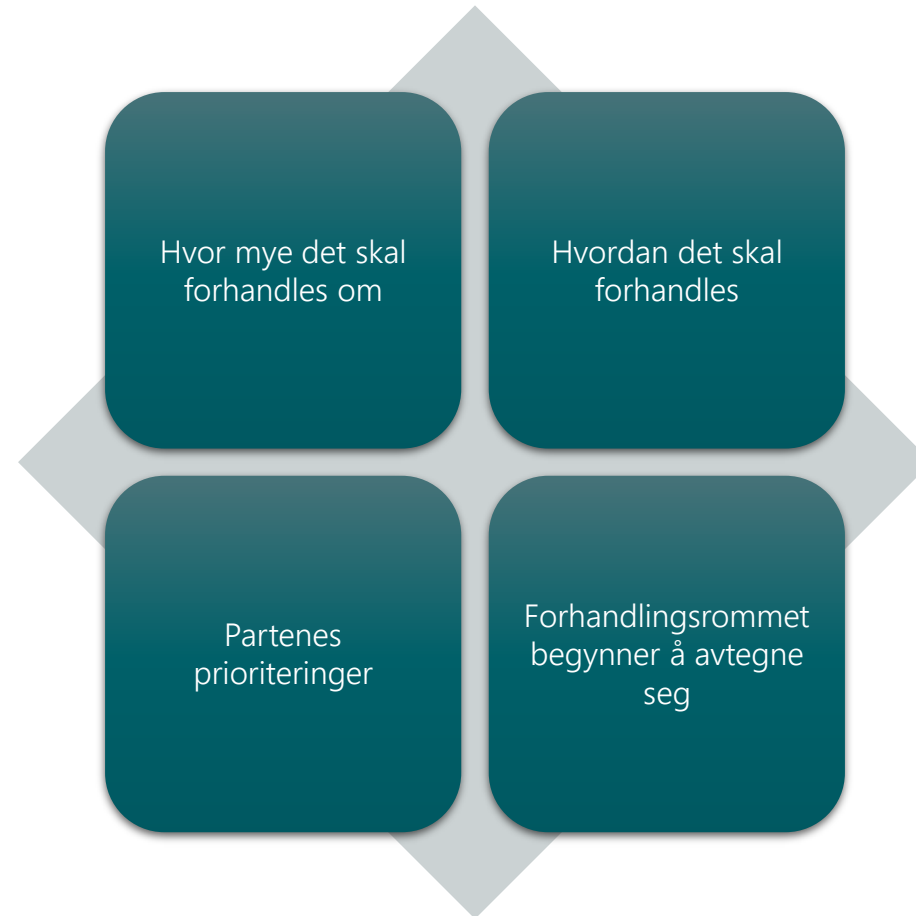 Hvor mye det skal
forhandles om
Hvordan det skal
forhandles
Partenes
prioriteringer
Forhandlingsrommet
begynner å avtegne
seg